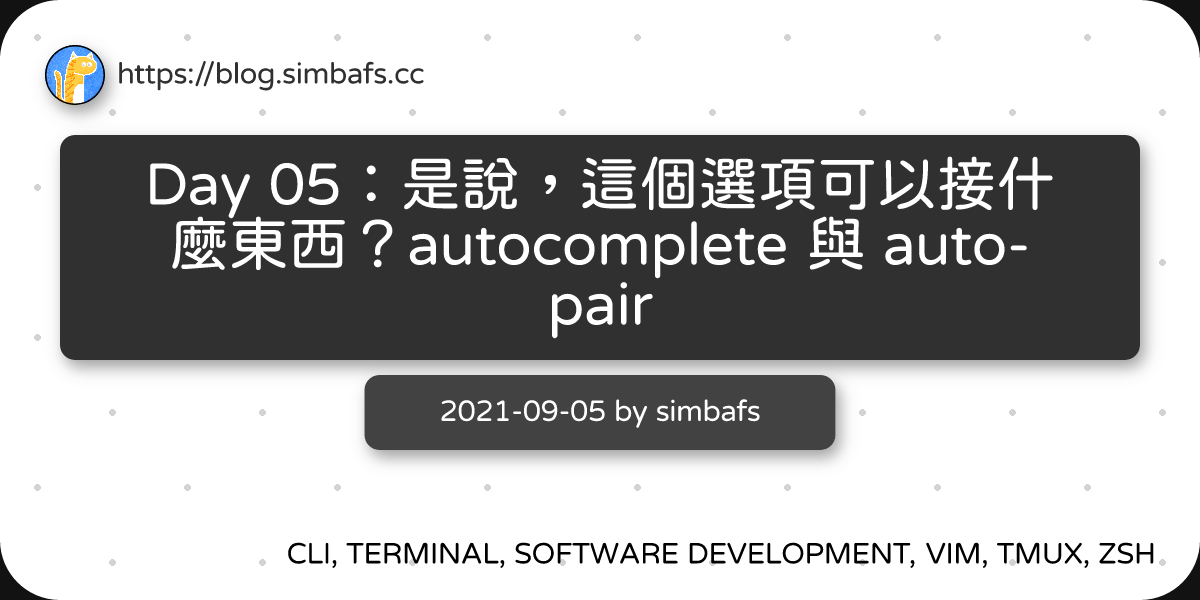 https://blog.simbafs.cc
Day 05：是說，這個選項可以接什
麼東西？autocomplete 與 auto-
pair
2021-09-05 by simbafs
CLI, TERMINAL, SOFTWARE DEVELOPMENT, VIM, TMUX, ZSH